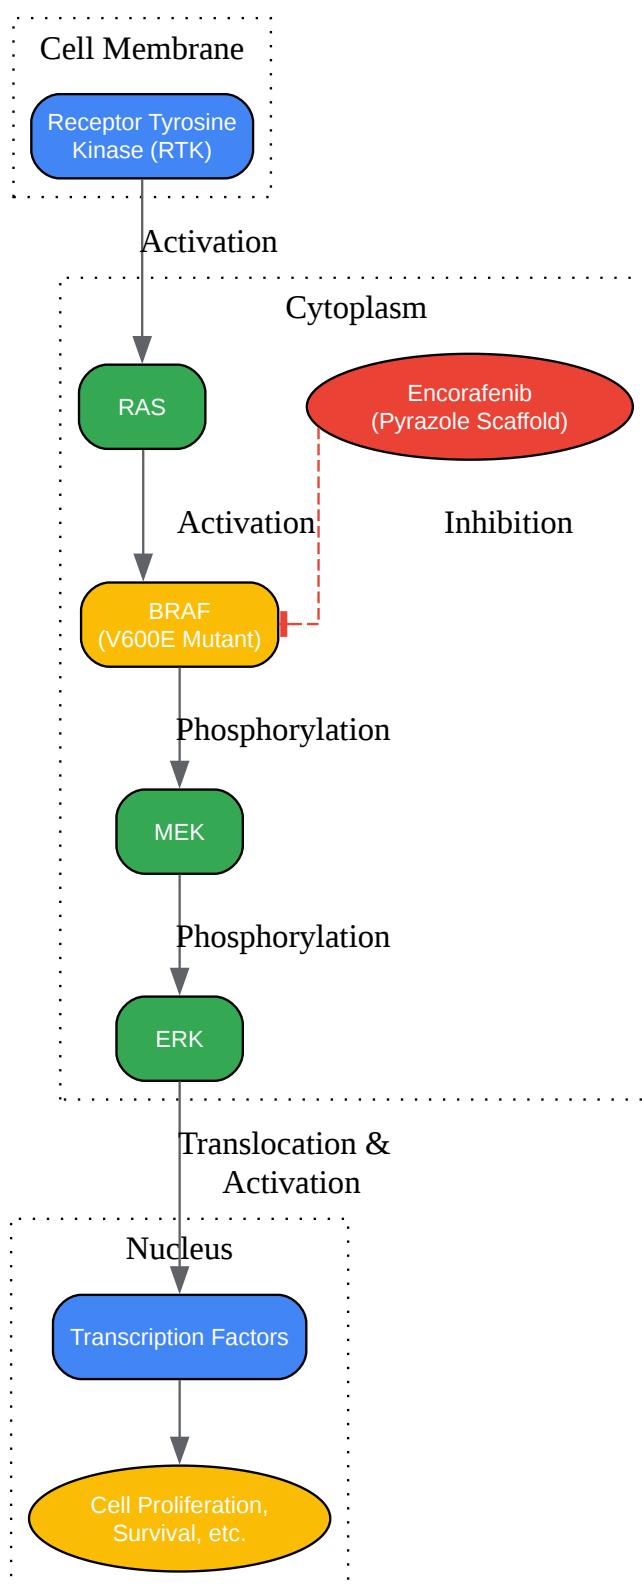 Cell Membrane
Receptor Tyrosine
Kinase (RTK)
Activation
Cytoplasm
RAS
Encorafenib
(Pyrazole Scaffold)
Activation
Inhibition
BRAF
(V600E Mutant)
Phosphorylation
MEK
Phosphorylation
ERK
Translocation &
Activation
Nucleus
Transcription Factors
Cell Proliferation,
Survival, etc.